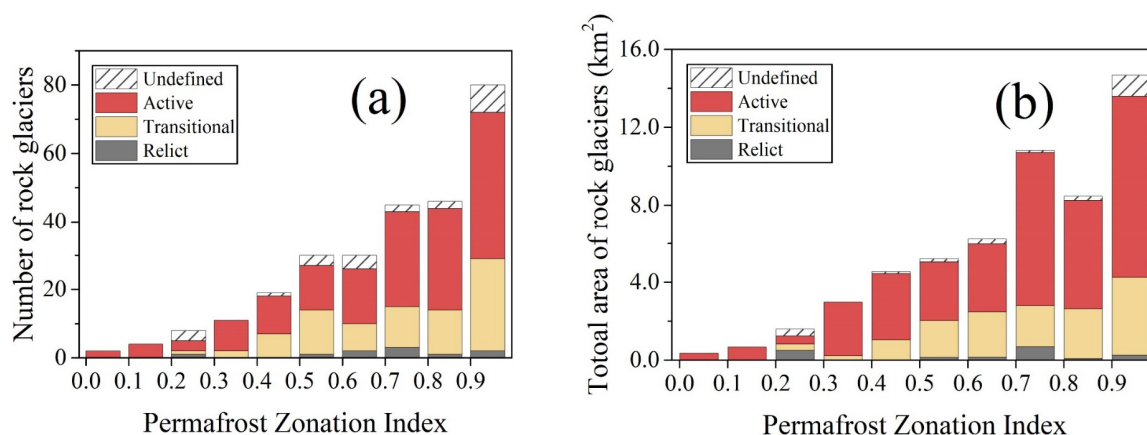 Number of rock glaciers
80
60
40
20
0
Undefined
Active
Transitional
Relict
(a)
0.0 0.1 0.2 0.3 0.4 0.5 0.6 0.7 0.8 0.9
Permafrost Zonation Index
Totoal area of rock glaciers (km²)
16.0
12.0
8.0
4.0
0.0
Undefined
Active
Transitional
Relict
(b)
0.0 0.1 0.2 0.3 0.4 0.5 0.6 0.7 0.8 0.9
Permafrost Zonation Index